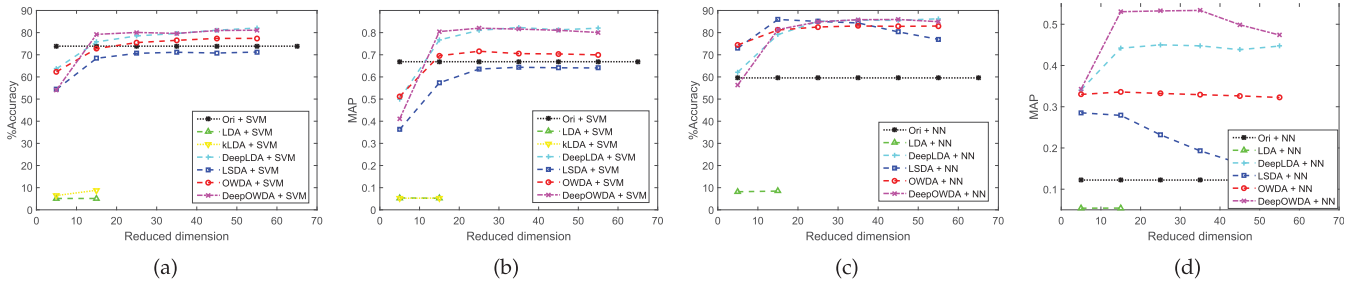 %Accuracy
90
80
70
60
50
40
30
20
10
0
0 10 20 30 40 50 60 70
Reduced dimension
Ori + SVM
LDA + SVM
kLDA + SVM
DeepLDA + SVM
LSDA + SVM
OWDA + SVM
DeepOWDA + SVM
(a)
MAP
0.9
0.8
0.7
0.6
0.5
0.4
0.3
0.2
0.1
0
0 10 20 30 40 50 60 70
Reduced dimension
Ori + SVM
LDA + SVM
kLDA + SVM
DeepLDA + SVM
LSDA + SVM
OWDA + SVM
DeepOWDA + SVM
(b)
%Accuracy
90
80
70
60
50
40
30
20
10
0
0 10 20 30 40 50 60 70
Reduced dimension
Ori + NN
LDA + NN
DeepLDA + NN
LSDA + NN
OWDA + NN
DeepOWDA + NN
(c)
MAP
0.5
0.4
0.3
0.2
0.1
0 10 20 30 40 50 60 70
Reduced dimension
Ori + NN
LDA + NN
DeepLDA + NN
LSDA + NN
OWDA + NN
DeepOWDA + NN
(d)